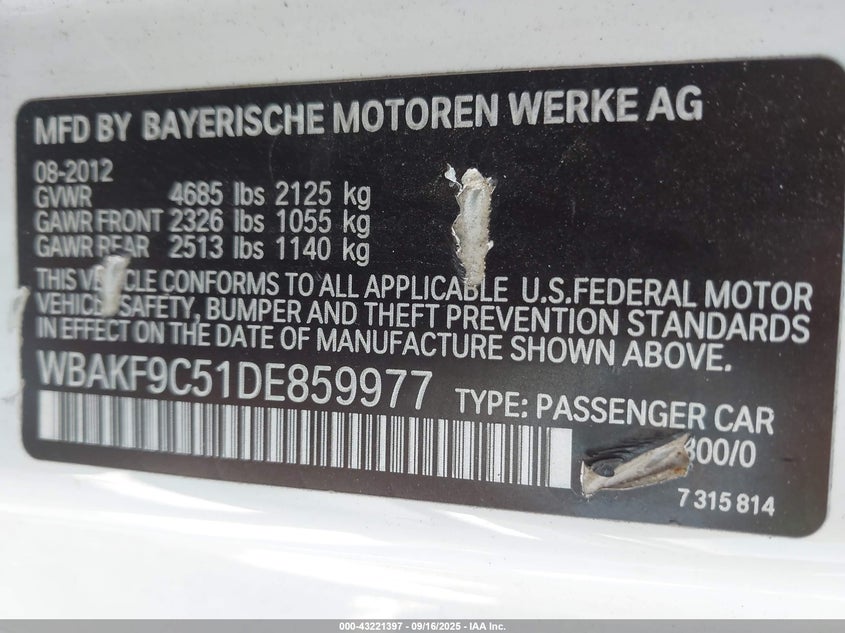 MFD BY BAYERISCHE MOTOREN WERKE AG
08-2012
GVWR 4685 lbs 2125 kg
GAWR FRONT 2326 lbs 1055 kg
GAWR REAR 2513 lbs 1140 kg
THIS VEHICLE CONFORMS TO ALL APPLICABLE U.S.FEDERAL MOTOR
VEHICLE SAFETY, BUMPER AND THEFT PREVENTION STANDARDS
IN EFFECT ON THE DATE OF MANUFACTURE SHOWN ABOVE.
WBAKF9C51DE859977 TYPE: PASSENGER CAR
300/0
7 315 814
000-43221397 - 09/16/2025 - IAA Inc.